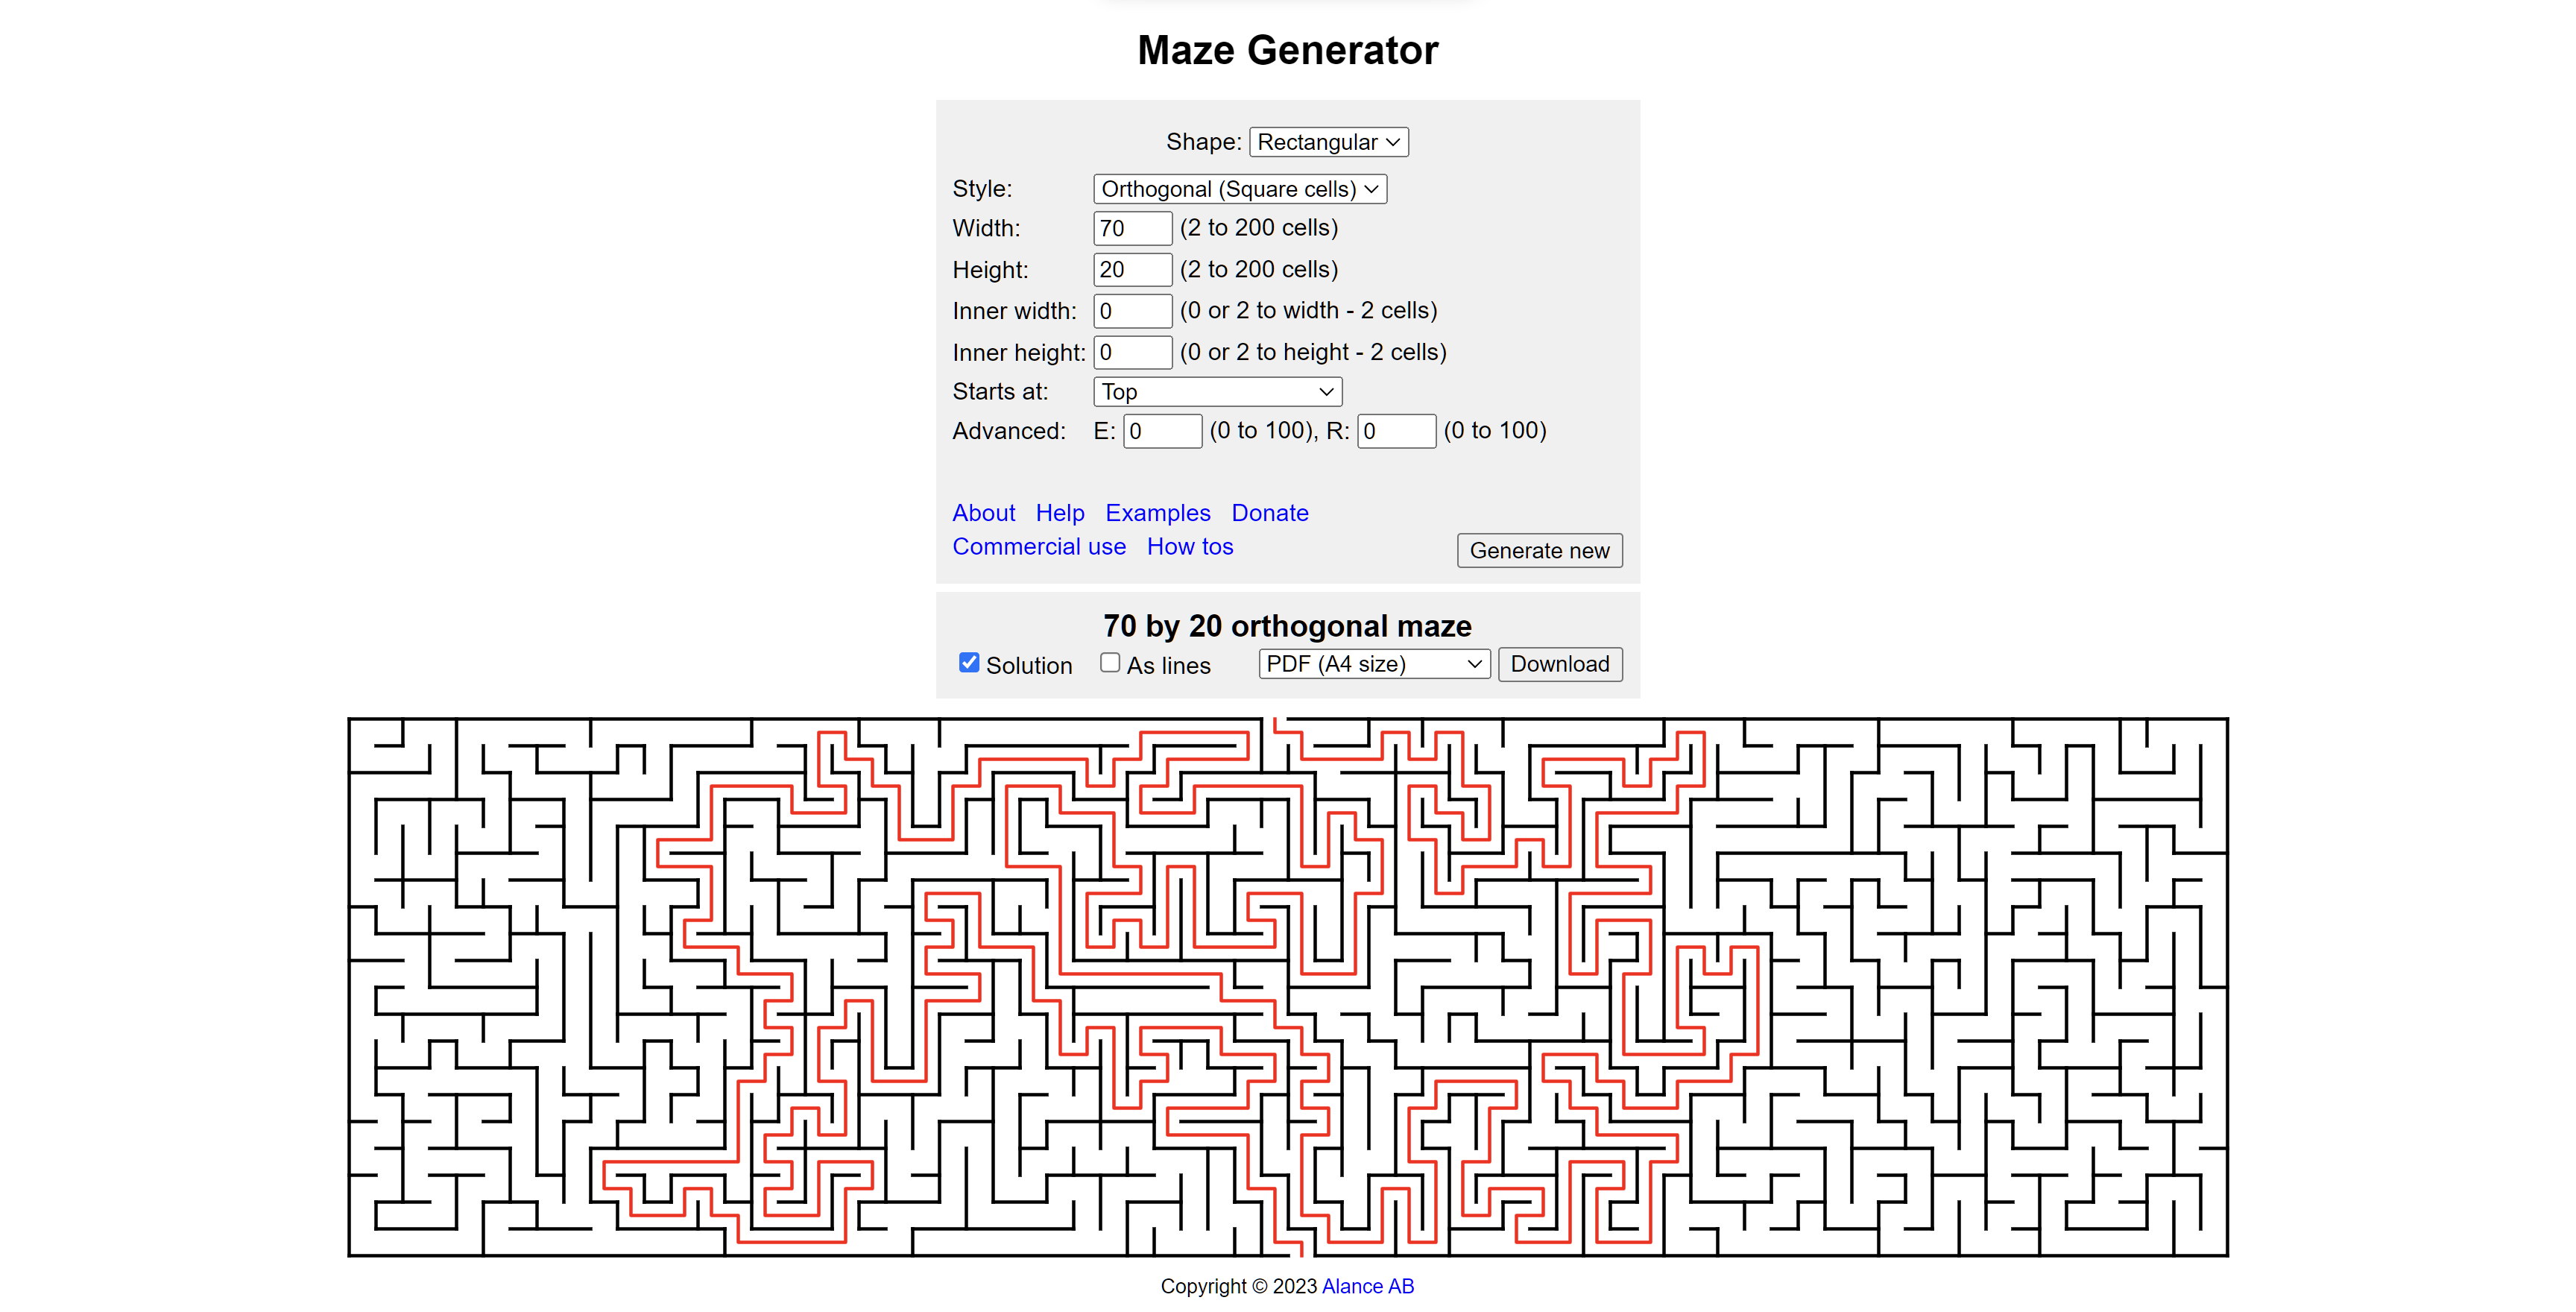 Maze Generator
Shape: Rectangular
Style: Orthogonal (Square cells)
Width: 70 (2 to 200 cells)
Height: 20 (2 to 200 cells)
Inner width: 0 (0 or 2 to width - 2 cells)
Inner height: 0 (0 or 2 to height - 2 cells)
Starts at: Top
Advanced: E: 0 (0 to 100), R: 0 (0 to 100)
About Help Examples Donate
Commercial use How tos Generate new
70 by 20 orthogonal maze
Solution As lines PDF (A4 size) Download
Copyright © 2023 Alance AB